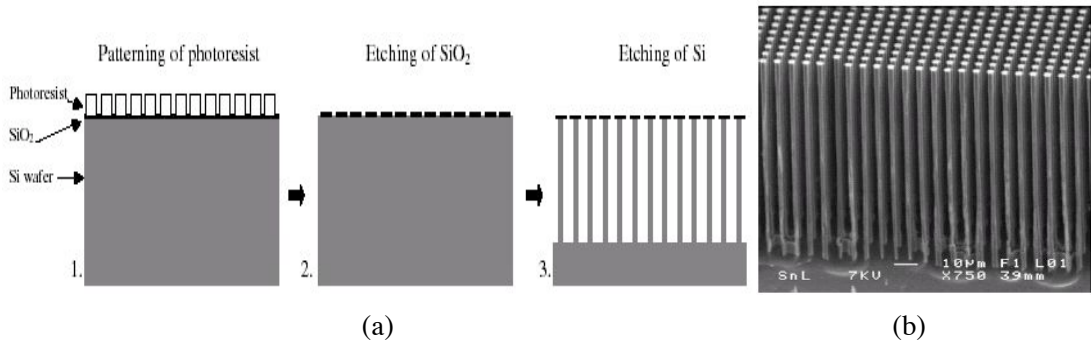 Patterning of photoresist
Etching of SiO₂
Etching of Si
Photoresist
SiO₂
Si wafer
1.
2.
3.
10μm F1 L01
SnL 7KV X750 39mm
(a)
(b)